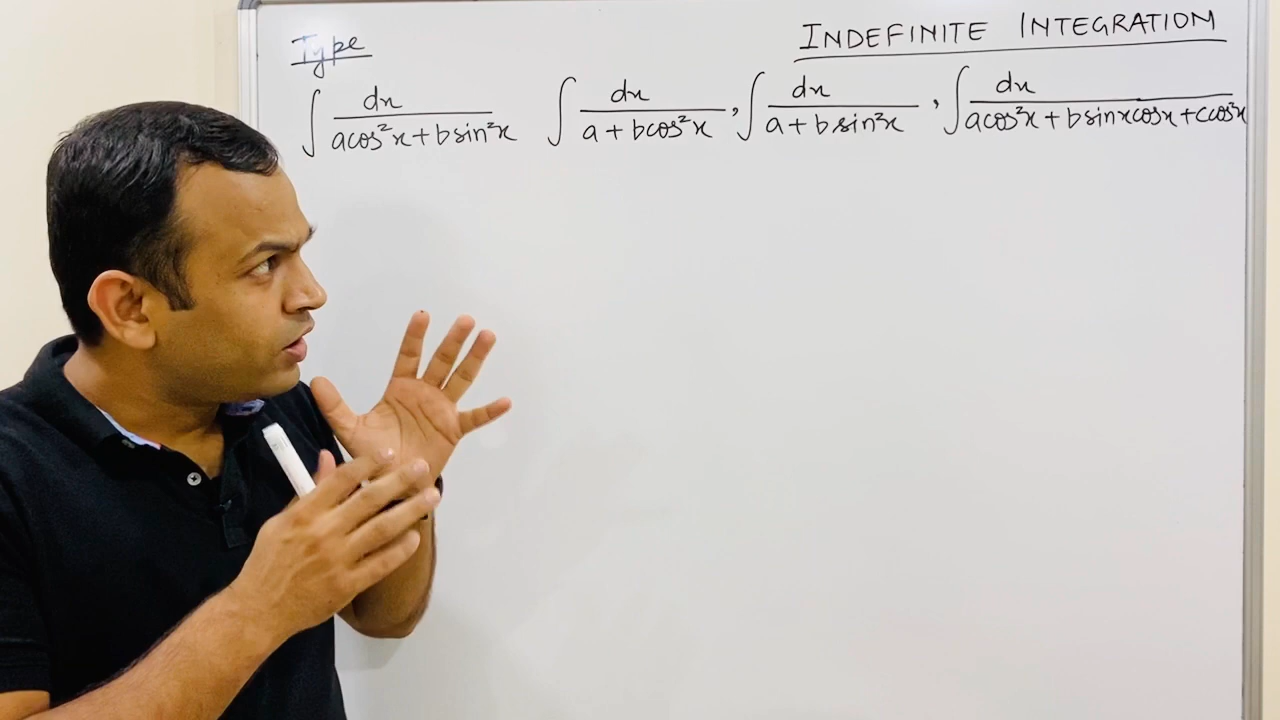 Type
INDEFINITE INTEGRATION
∫ dx / (acos²x + bsin²x) ∫ dx / (a + bcos²x) , ∫ dx / (a + bsin²x) , ∫ dx / (acos²x + bsinxcosx + ccos²x)